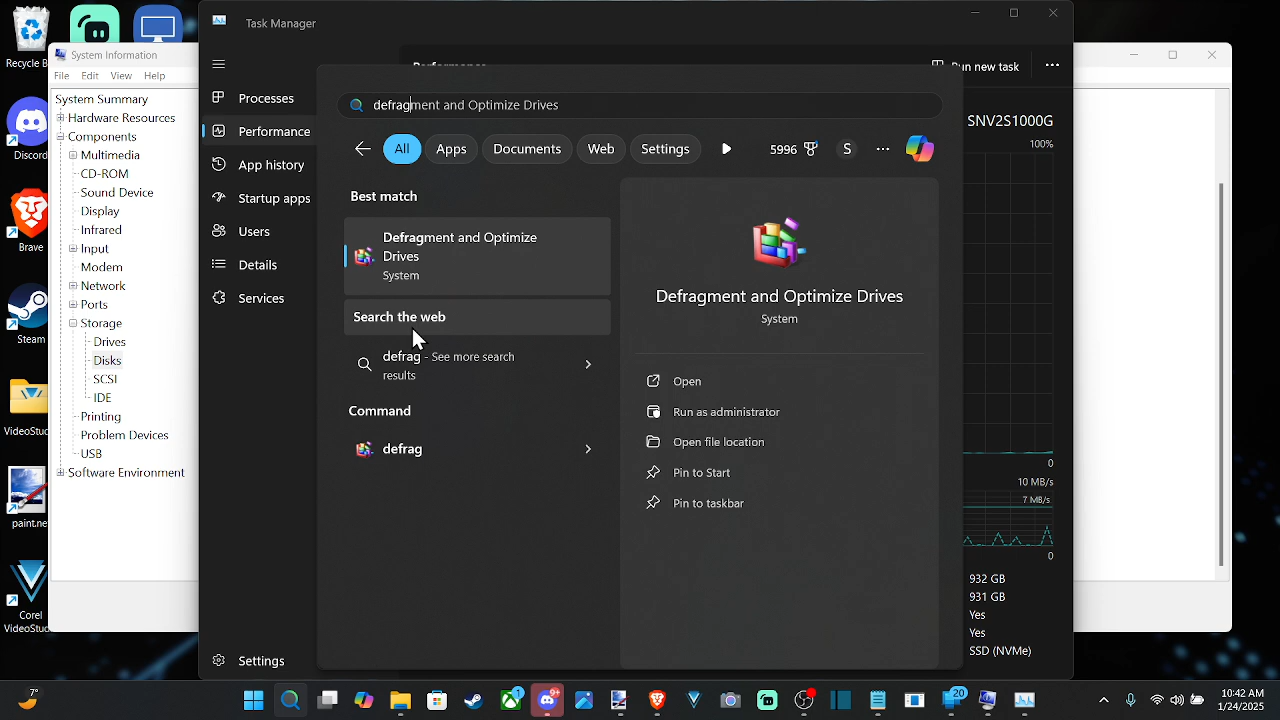 Recycle B
Discord
Brave
Steam
VideoStu
paint.ne
Corel
VideoStu
System Information
File Edit View Help
System Summary
Hardware Resources
Components
Multimedia
CD-ROM
Sound Device
Display
Infrared
Input
Modem
Network
Ports
Storage
Drives
Disks
SCSI
IDE
Printing
Problem Devices
USB
Software Environment
Task Manager
Performance
Run new task
Processes
Performance
App history
Startup apps
Users
Details
Services
Settings
defragment and Optimize Drives
All Apps Documents Web Settings 5996 S
Best match
Defragment and Optimize
Drives
System
Search the web
defrag - See more search
results
Command
defrag
Defragment and Optimize Drives
System
Open
Run as administrator
Open file location
Pin to Start
Pin to taskbar
SNV2S1000G
100%
0
10 MB/s
7 MB/s
0
932 GB
931 GB
Yes
Yes
SSD (NVMe)
7°
1
9+
20
10:42 AM
1/24/2025